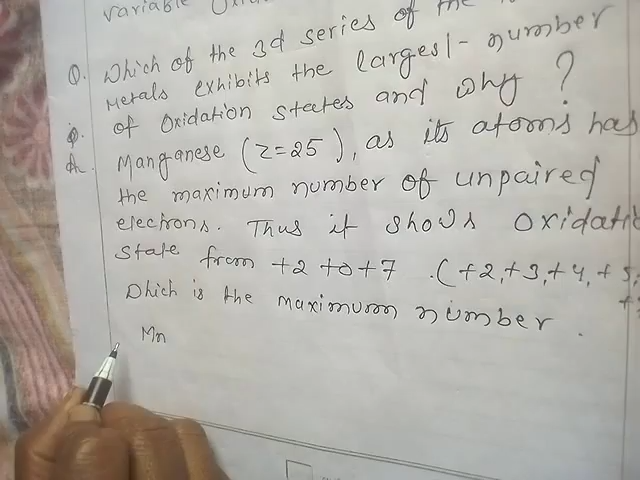 variable
Q. Which of the 3d series of the
Metals exhibits the largest number
of Oxidation states and why?
Q.
A. Manganese (Z=25), as its atoms has
the maximum number of unpaired
electrons. Thus it shows oxidatio
state from +2 to +7 . (+2,+3,+4,+5,
Which is the maximum number .
Mn